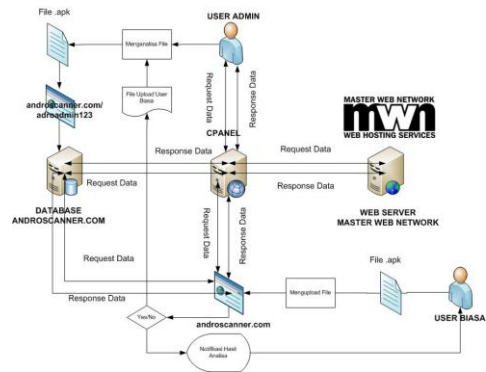 File .apk
Menganalisa File
USER ADMIN
androscanner.com/
adreadmin123
File Upload User
Biasa
Request Data
Response Data
CPANEL
MASTER WEB NETWORK
mwn
WEB HOSTING SERVICES
Response Data
Request Data
Request Data
Response Data
DATABASE
ANDROSCANNER.COM
WEB SERVER
MASTER WEB NETWORK
Request Data
Response Data
Request Data
Response Data
File .apk
Mengupload File
USER BIASA
Yes/No
androscanner.com
Notifikasi Hasil
Analisa